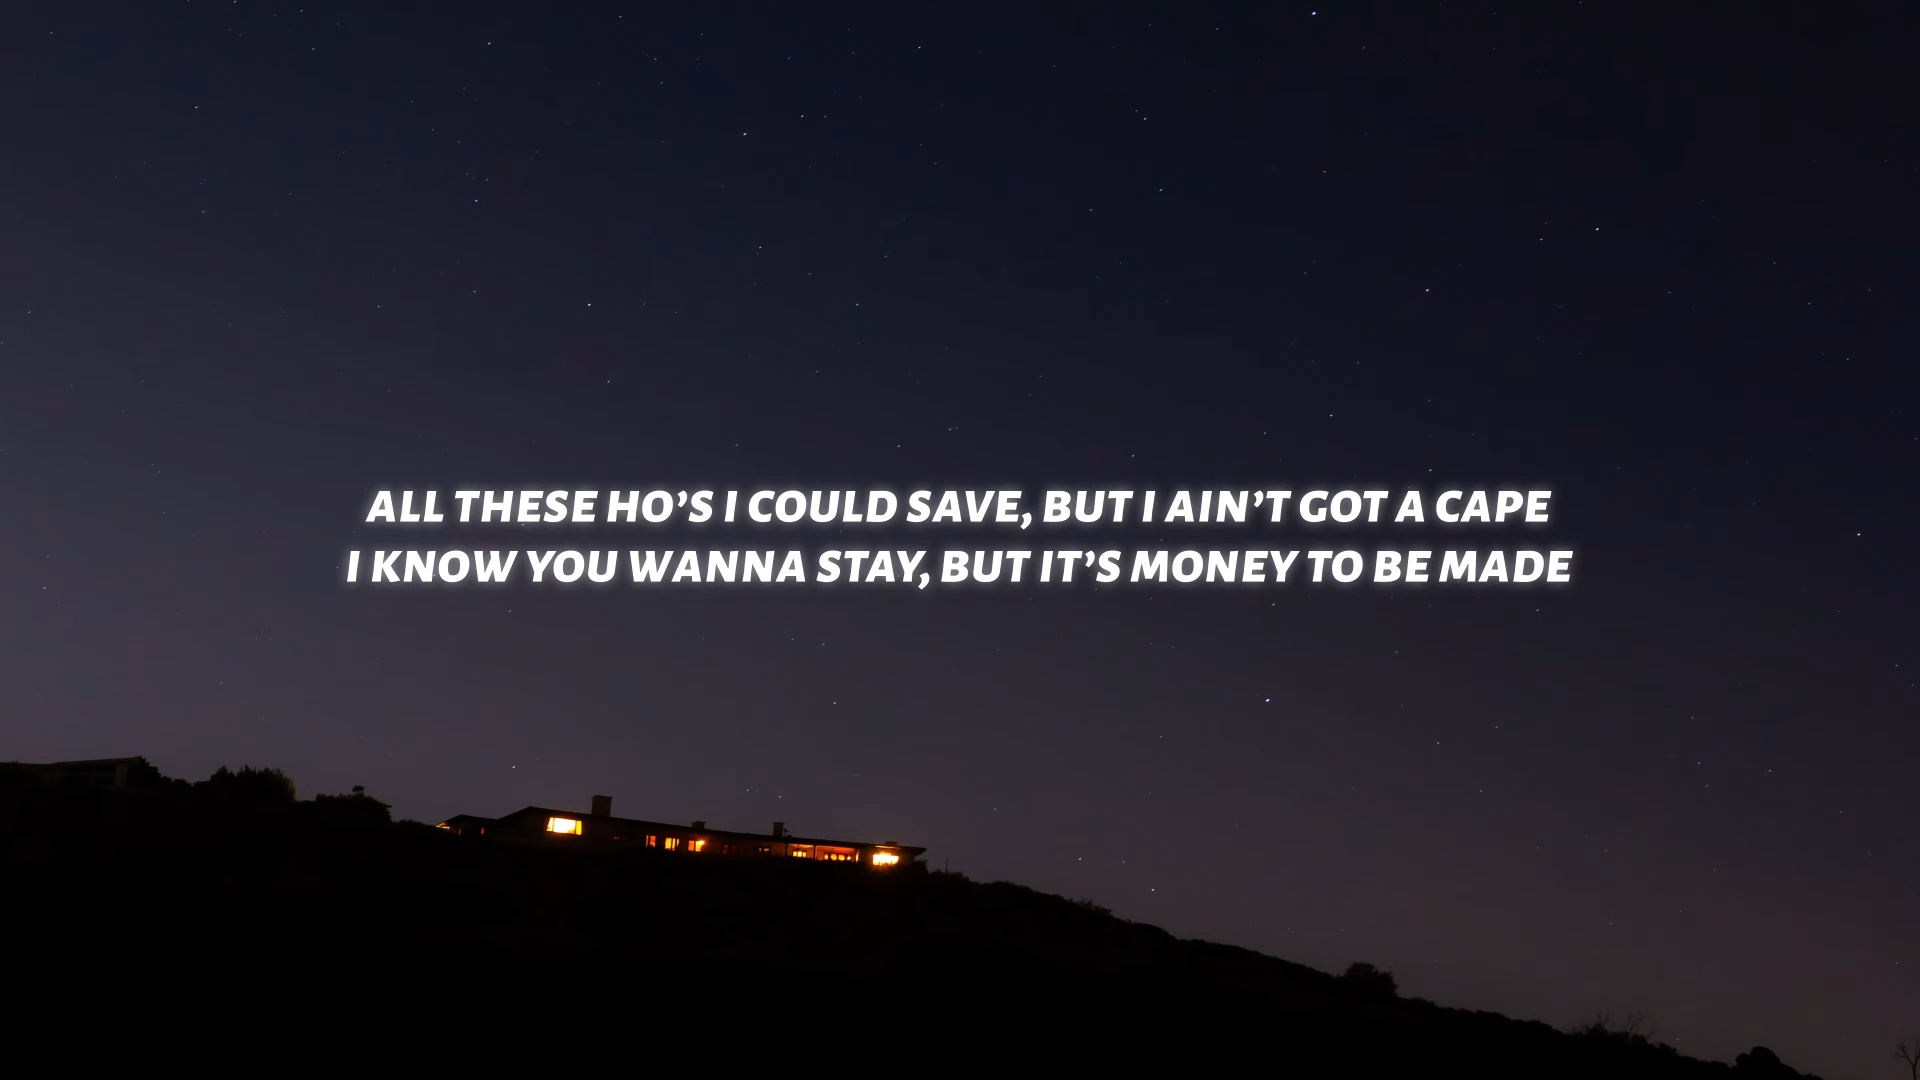 ALL THESE HO’S I COULD SAVE, BUT I AIN’T GOT A CAPE
I KNOW YOU WANNA STAY, BUT IT’S MONEY TO BE MADE